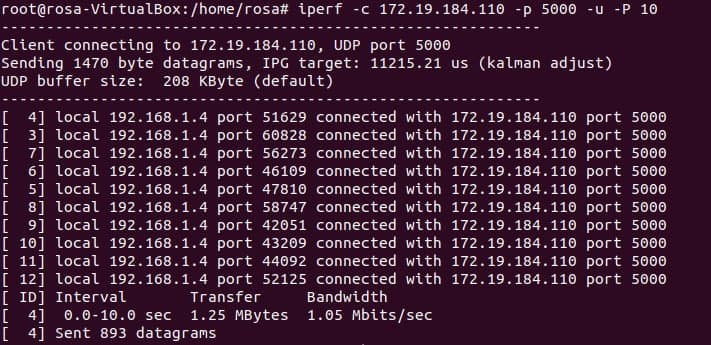 root@rosa-VirtualBox:/home/rosa# iperf -c 172.19.184.110 -p 5000 -u -P 10
------------------------------------------------------------
Client connecting to 172.19.184.110, UDP port 5000
Sending 1470 byte datagrams, IPG target: 11215.21 us (kalman adjust)
UDP buffer size:  208 KByte (default)
------------------------------------------------------------
[  4] local 192.168.1.4 port 51629 connected with 172.19.184.110 port 5000
[  3] local 192.168.1.4 port 60828 connected with 172.19.184.110 port 5000
[  7] local 192.168.1.4 port 56273 connected with 172.19.184.110 port 5000
[  6] local 192.168.1.4 port 46109 connected with 172.19.184.110 port 5000
[  5] local 192.168.1.4 port 47810 connected with 172.19.184.110 port 5000
[  8] local 192.168.1.4 port 58747 connected with 172.19.184.110 port 5000
[  9] local 192.168.1.4 port 42051 connected with 172.19.184.110 port 5000
[ 10] local 192.168.1.4 port 43209 connected with 172.19.184.110 port 5000
[ 11] local 192.168.1.4 port 44092 connected with 172.19.184.110 port 5000
[ 12] local 192.168.1.4 port 52125 connected with 172.19.184.110 port 5000
[ ID] Interval       Transfer     Bandwidth
[  4]  0.0-10.0 sec  1.25 MBytes  1.05 Mbits/sec
[  4] Sent 893 datagrams